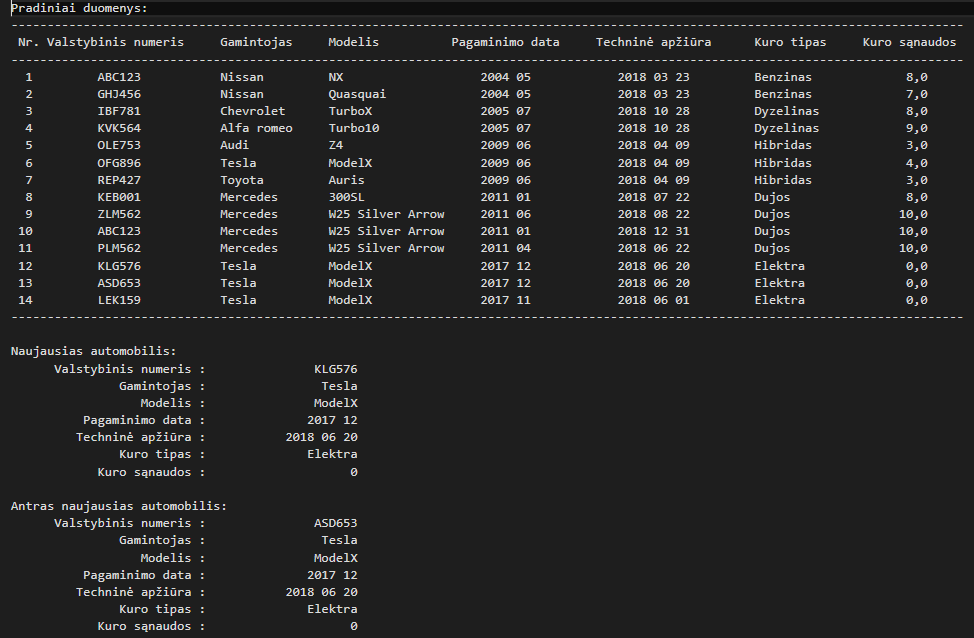 Pradiniai duomenys:
------------------------------------------------------------------------------------------------------------------------------------
 Nr. Valstybinis numeris     Gamintojas     Modelis          Pagaminimo data     Techninė apžiūra      Kuro tipas     Kuro sąnaudos
------------------------------------------------------------------------------------------------------------------------------------
  1         ABC123           Nissan         NX                   2004 05            2018 03 23         Benzinas             8,0
  2         GHJ456           Nissan         Quasquai             2004 05            2018 03 23         Benzinas             7,0
  3         IBF781           Chevrolet      TurboX               2005 07            2018 10 28         Dyzelinas            8,0
  4         KVK564           Alfa romeo     Turbo10              2005 07            2018 10 28         Dyzelinas            9,0
  5         OLE753           Audi           Z4                   2009 06            2018 04 09         Hibridas             3,0
  6         OFG896           Tesla          ModelX               2009 06            2018 04 09         Hibridas             4,0
  7         REP427           Toyota         Auris                2009 06            2018 04 09         Hibridas             3,0
  8         KEB001           Mercedes       300SL                2011 01            2018 07 22         Dujos                8,0
  9         ZLM562           Mercedes       W25 Silver Arrow     2011 06            2018 08 22         Dujos               10,0
 10         ABC123           Mercedes       W25 Silver Arrow     2011 01            2018 12 31         Dujos               10,0
 11         PLM562           Mercedes       W25 Silver Arrow     2011 04            2018 06 22         Dujos               10,0
 12         KLG576           Tesla          ModelX               2017 12            2018 06 20         Elektra              0,0
 13         ASD653           Tesla          ModelX               2017 12            2018 06 20         Elektra              0,0
 14         LEK159           Tesla          ModelX               2017 11            2018 06 01         Elektra              0,0
------------------------------------------------------------------------------------------------------------------------------------
Naujausias automobilis:
      Valstybinis numeris :               KLG576
               Gamintojas :                Tesla
                  Modelis :               ModelX
          Pagaminimo data :              2017 12
         Techninė apžiūra :           2018 06 20
               Kuro tipas :              Elektra
            Kuro sąnaudos :                    0
Antras naujausias automobilis:
      Valstybinis numeris :               ASD653
               Gamintojas :                Tesla
                  Modelis :               ModelX
          Pagaminimo data :              2017 12
         Techninė apžiūra :           2018 06 20
               Kuro tipas :              Elektra
            Kuro sąnaudos :                    0